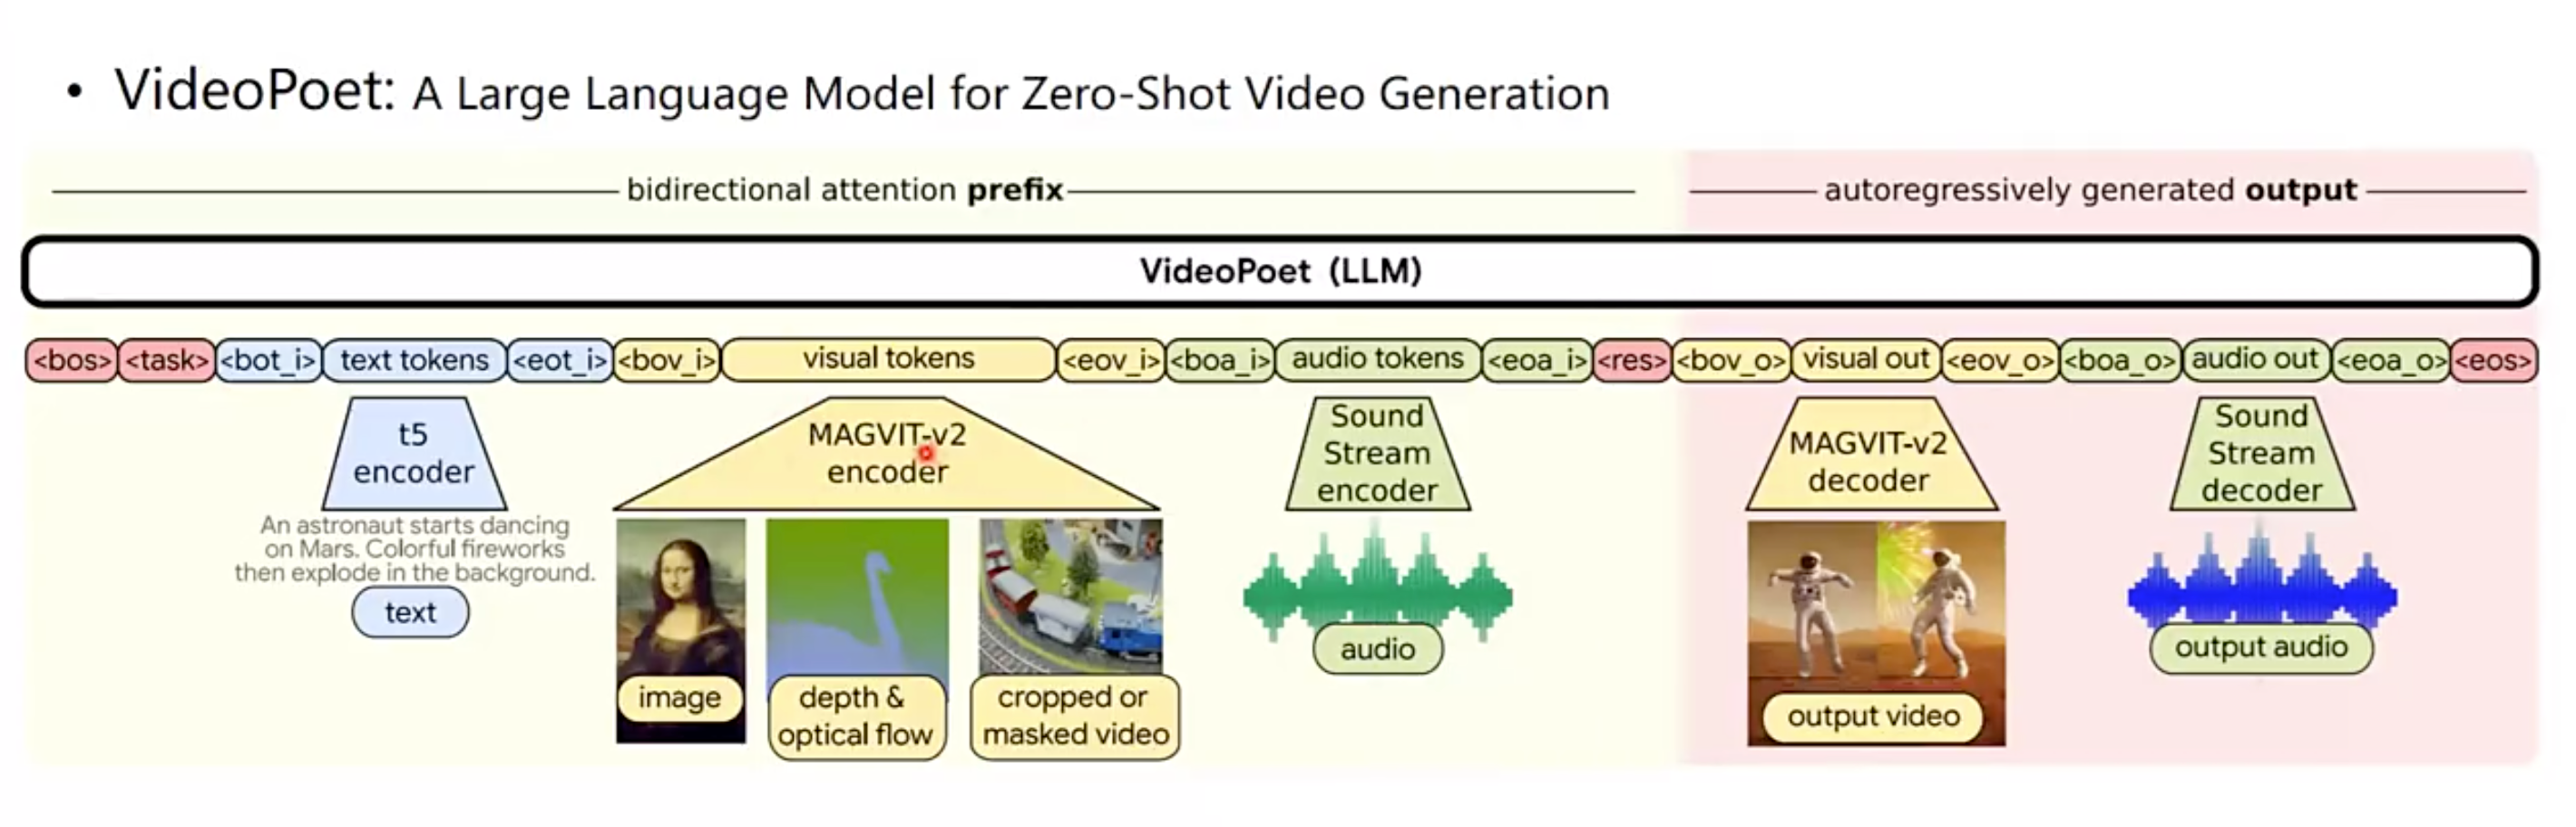 • VideoPoet: A Large Language Model for Zero-Shot Video Generation
bidirectional attention prefix
autoregressively generated output
VideoPoet (LLM)
<bos> <task> <bot_i> text tokens <eot_i> <bov_i> visual tokens <eov_i> <boa_i> audio tokens <eoa_i> <res> <bov_o> visual out <eov_o> <boa_o> audio out <eoa_o> <eos>
t5
encoder
An astronaut starts dancing
on Mars. Colorful fireworks
then explode in the background.
text
MAGVIT-v2
encoder
image
depth &
optical flow
cropped or
masked video
Sound
Stream
encoder
audio
MAGVIT-v2
decoder
output video
Sound
Stream
decoder
output audio